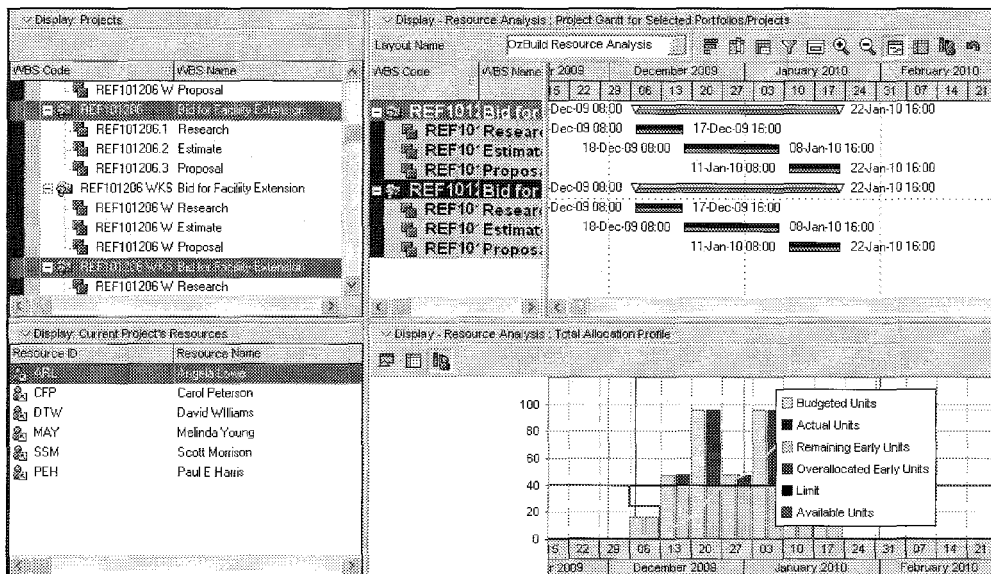 Display: Projects
WBS Code WBS Name
REF101206 W Proposal
REF101206 Bid for Facility Extension
REF101206.1 Research
REF101206.2 Estimate
REF101206.3 Proposal
REF101206 WKS Bid for Facility Extension
REF101206 W Research
REF101206 W Estimate
REF101206 W Proposal
REF101206 WKS Bid for Facility Extension
REF101206 W Research
Display - Resource Analysis : Project Gantt for Selected Portfolios/Projects
Layout Name OzBuild Resource Analysis
WBS Code WBS Name r 2009 December 2009 January 2010 February 2010
15 22 29 06 13 20 27 03 10 17 24 31 07 14 21
Bid for -Dec-09 08:00 22-Jan-10 16:00
REF10 Resear -Dec-09 08:00 17-Dec-09 16:00
REF10 Estimat 18-Dec-09 08:00 08-Jan-10 16:00
REF10 Propos 11-Jan-10 08:00 22-Jan-10 16:00
Bid for -Dec-09 08:00 22-Jan-10 16:00
REF10 Resear -Dec-09 08:00 17-Dec-09 16:00
REF10 Estimat 18-Dec-09 08:00 08-Jan-10 16:00
REF10 Propos 11-Jan-10 08:00 22-Jan-10 16:00
Display: Current Project's Resources
Resource ID Resource Name
ARL Angela Lowe
CFP Carol Peterson
DTW David Williams
MAY Melinda Young
SSM Scott Morrison
PEH Paul E Harris
Display - Resource Analysis : Total Allocation Profile
100
80
60
40
20
0
Budgeted Units
Actual Units
Remaining Early Units
Overallocated Early Units
Limit
Available Units
15 22 29 06 13 20 27 03 10 17 24 31 07 14 21
r 2009 December 2009 January 2010 February 2010